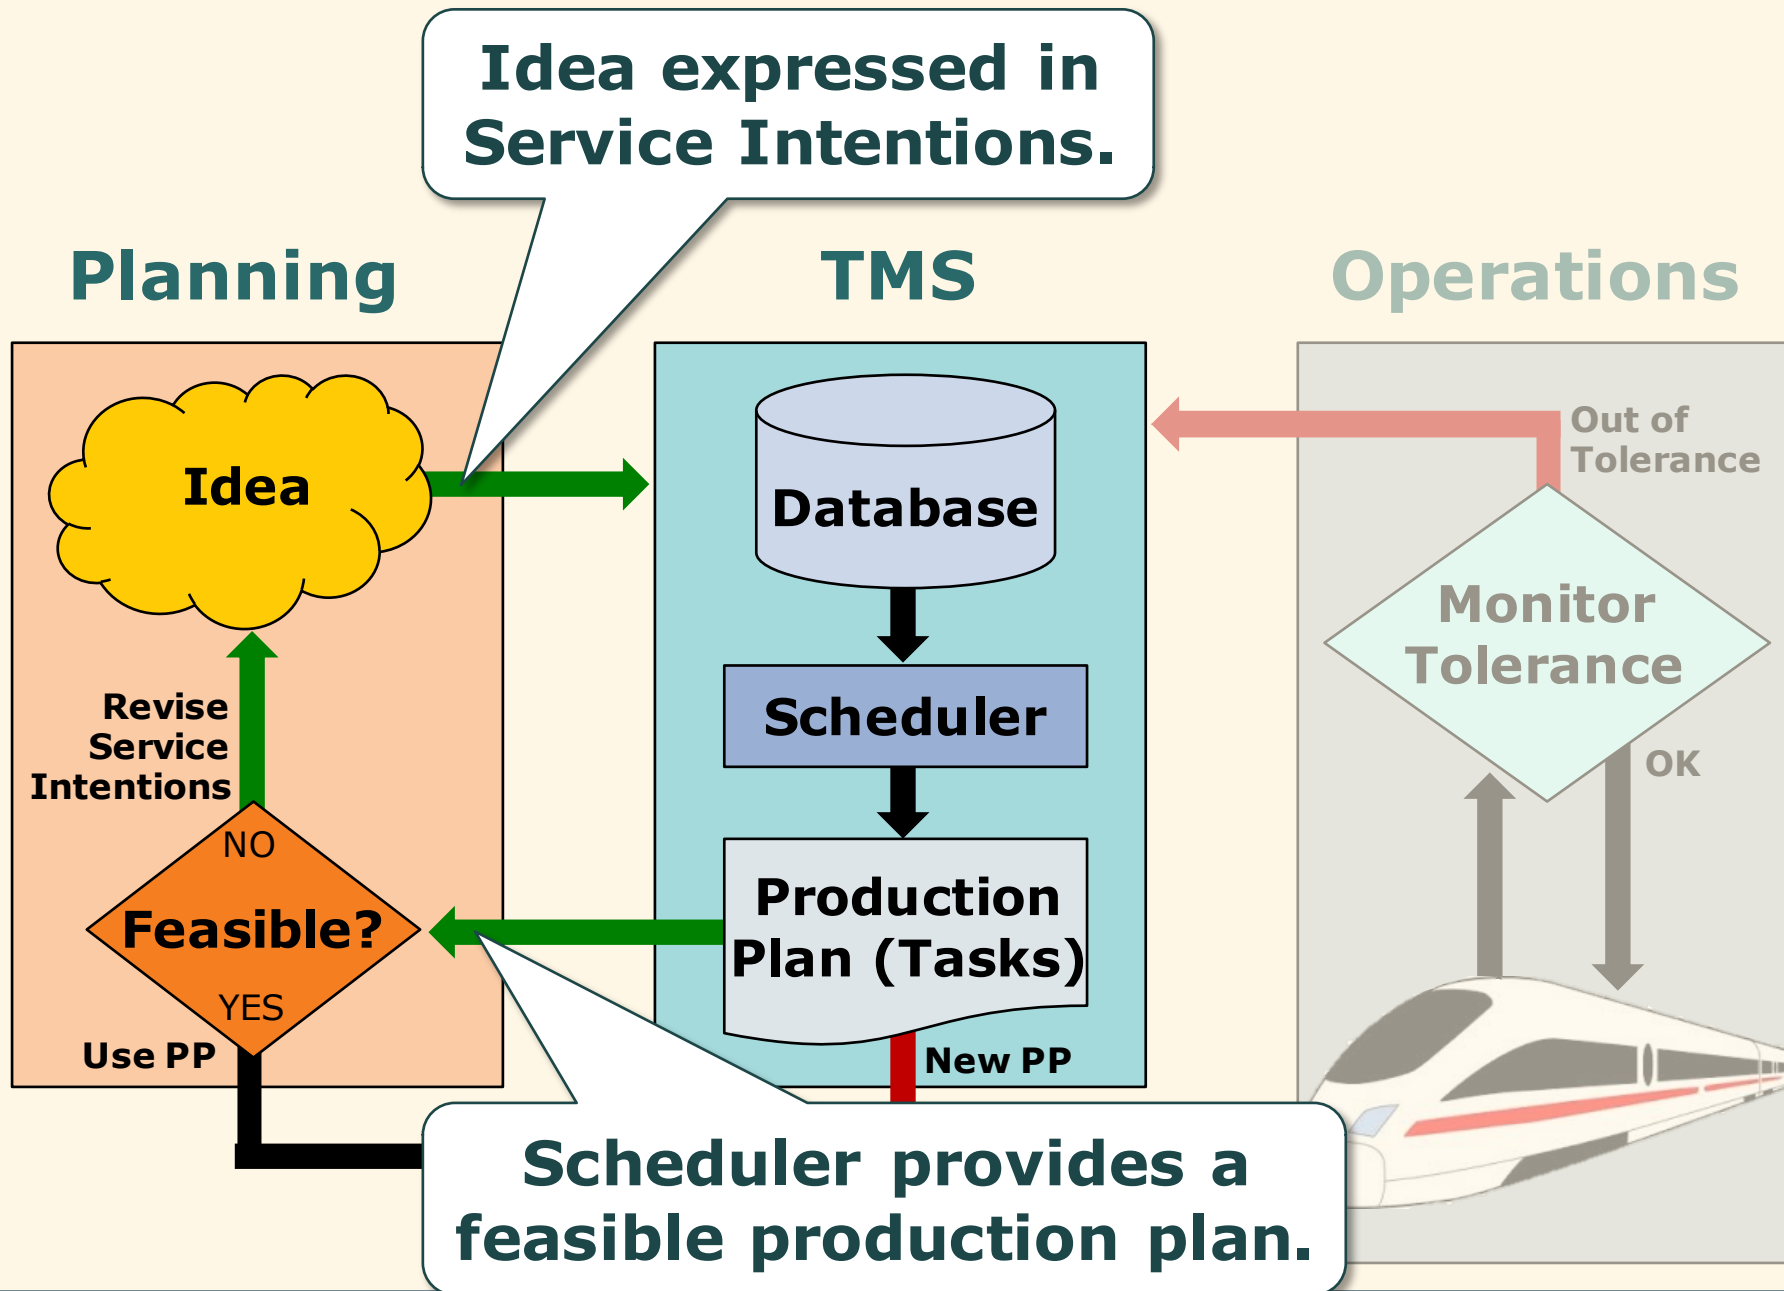 Idea expressed in
Service Intentions.
Planning
TMS
Operations
Idea
Database
Out of
Tolerance
Monitor
Tolerance
Revise
Service
Intentions
Scheduler
OK
NO
Feasible?
YES
Production
Plan (Tasks)
Use PP
New PP
Scheduler provides a
feasible production plan.